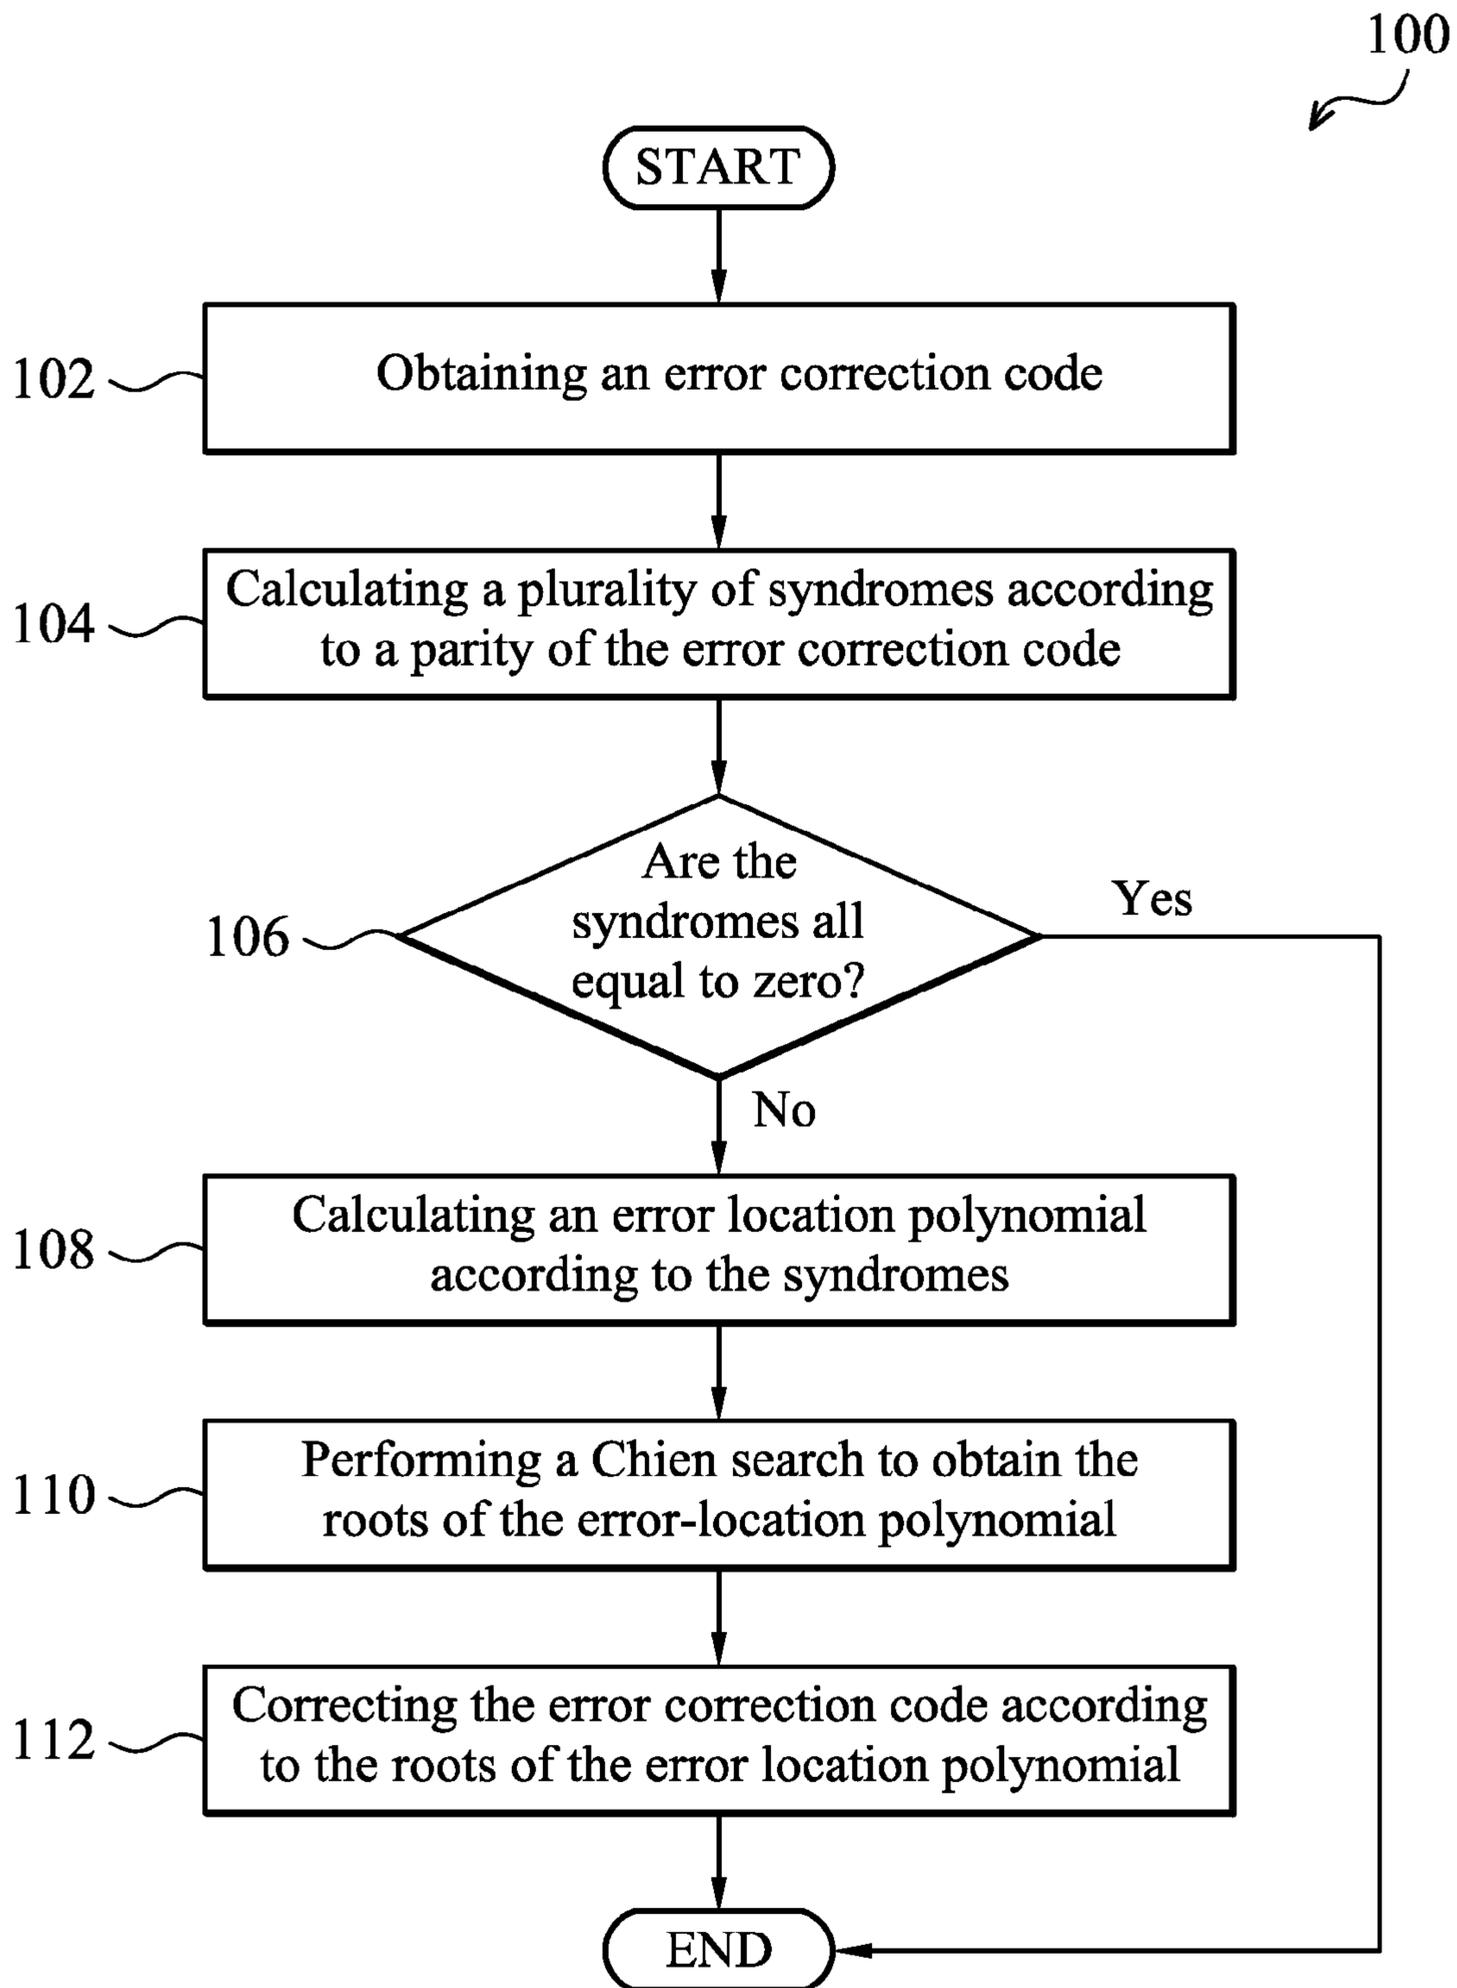 100
START
102
Obtaining an error correction code
104
Calculating a plurality of syndromes according
to a parity of the error correction code
106
Are the
syndromes all
equal to zero?
Yes
No
108
Calculating an error location polynomial
according to the syndromes
110
Performing a Chien search to obtain the
roots of the error-location polynomial
112
Correcting the error correction code according
to the roots of the error location polynomial
END